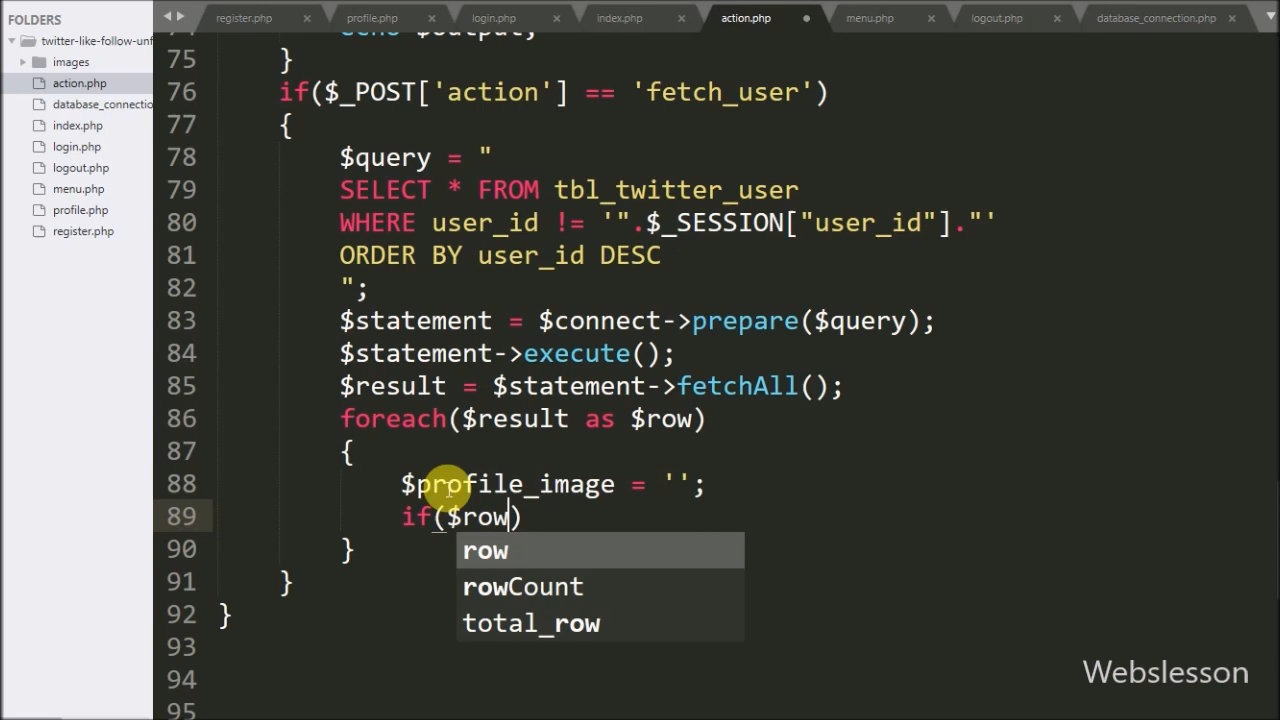 register.php × profile.php × login.php × index.php × action.php menu.php × logout.php × database_connection.php ×
FOLDERS
twitter-like-follow-unf
images
action.php
database_connectio
index.php
login.php
logout.php
menu.php
profile.php
register.php
74 echo $output;
75 }
76 if($_POST['action'] == 'fetch_user')
77 {
78 $query = "
79 SELECT * FROM tbl_twitter_user
80 WHERE user_id != '".$_SESSION["user_id"]."'
81 ORDER BY user_id DESC
82 ";
83 $statement = $connect->prepare($query);
84 $statement->execute();
85 $result = $statement->fetchAll();
86 foreach($result as $row)
87 {
88 $profile_image = '';
89 if($row)
row
rowCount
total_row
90 }
91 }
92 }
93
94
95
Webslesson